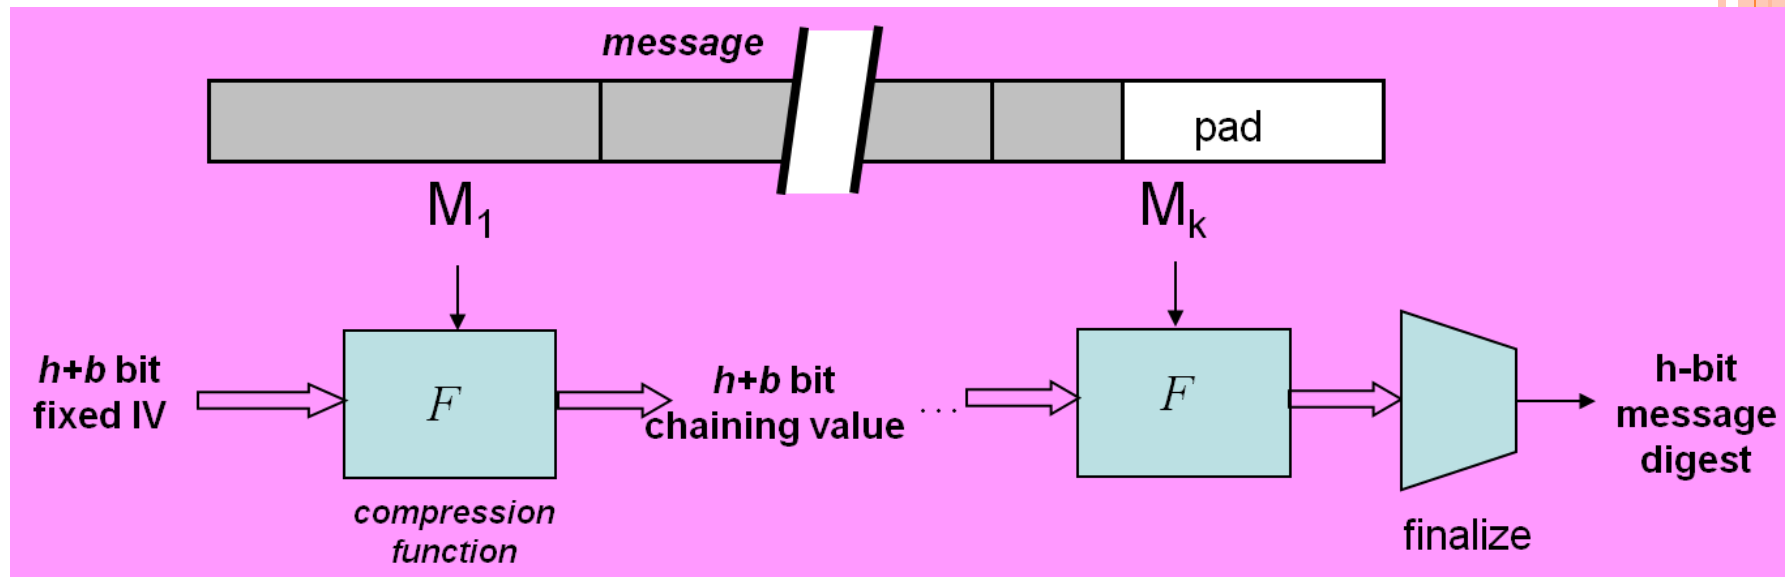 message
pad
M1
Mk
h+b bit
fixed IV
F
h+b bit
chaining value
...
F
h-bit
message
digest
compression
function
finalize